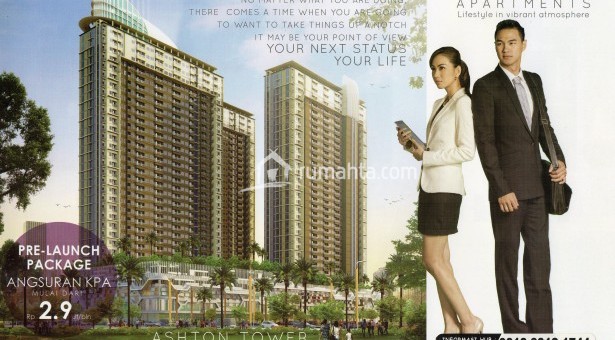 NO MATTER WHAT YOU ARE DOING,
THERE COMES A TIME WHEN YOU ARE GOING
TO WANT TO TAKE THINGS UP A NOTCH
IT MAY BE YOUR POINT OF VIEW
YOUR NEXT STATUS
YOUR LIFE
APARTMENTS
Lifestyle in vibrant atmosphere
rumahta.com
PRE-LAUNCH
PACKAGE
ANGSURAN KPA
MULAI DARI
Rp 2.9 jt/bln.
ASHTON TOWER
INFORMASI HUB :